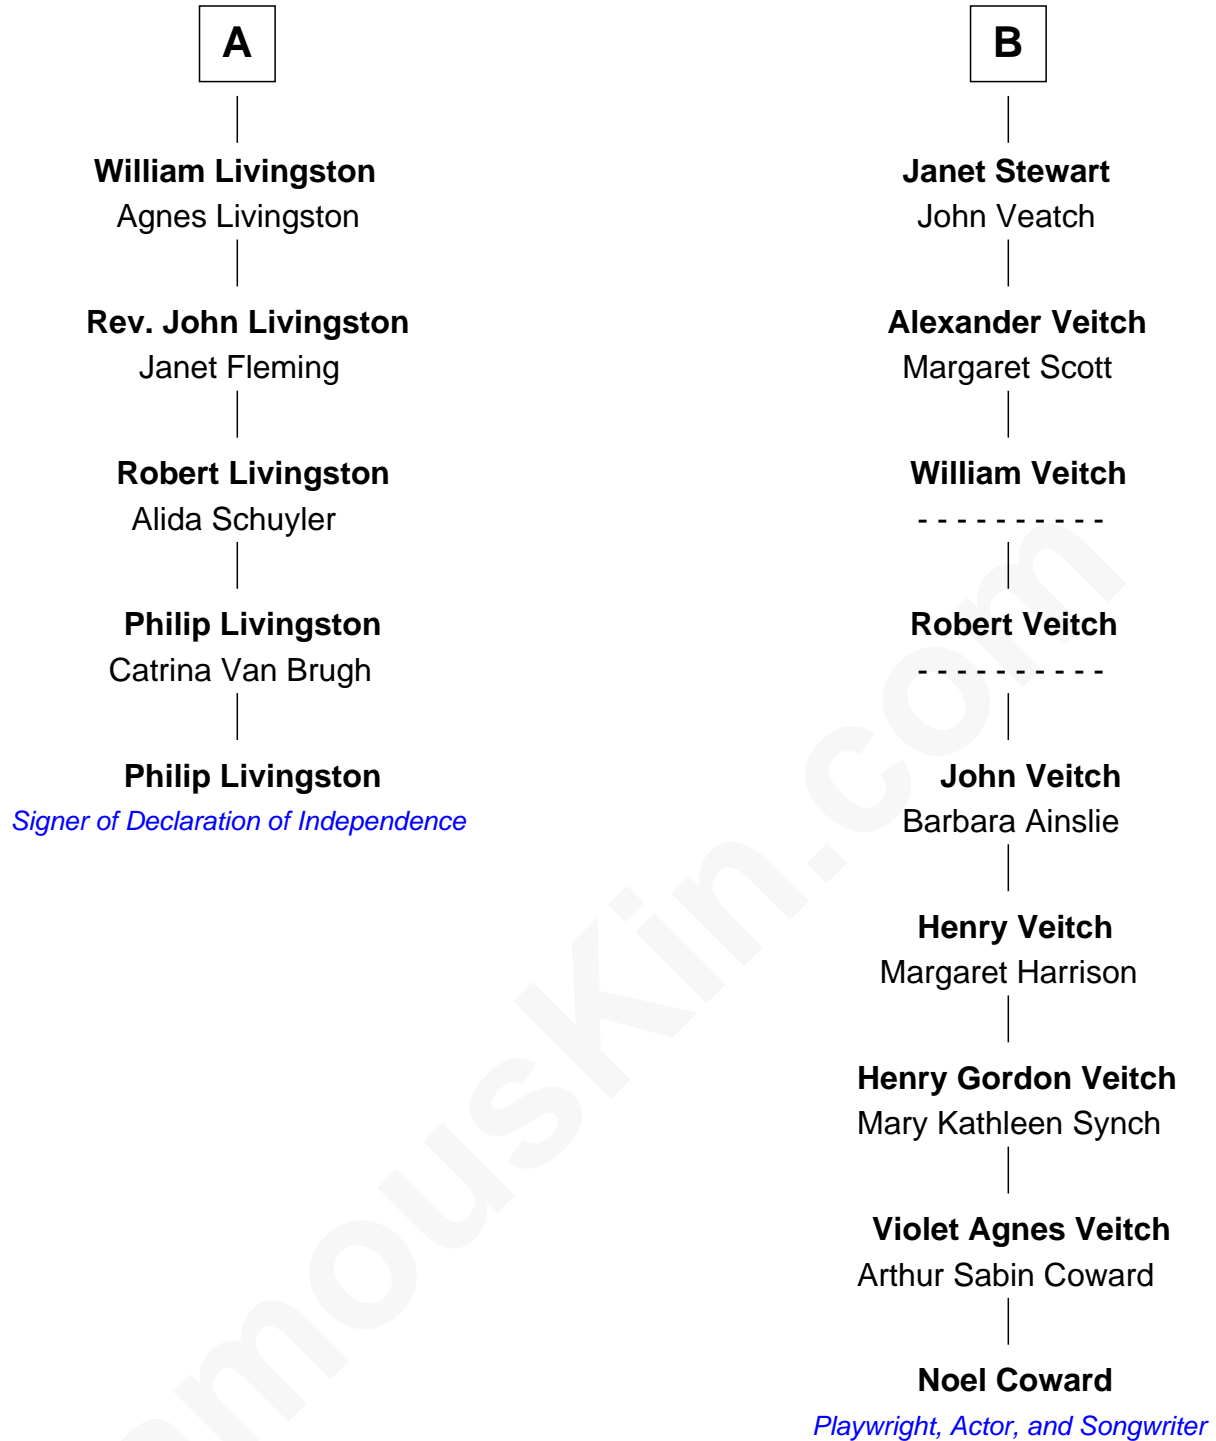 A
William Livingston
Agnes Livingston
Rev. John Livingston
Janet Fleming
Robert Livingston
Alida Schuyler
Philip Livingston
Catrina Van Brugh
Philip Livingston
Signer of Declaration of Independence
B
Janet Stewart
John Veatch
Alexander Veitch
Margaret Scott
William Veitch
- - - - - - - - - -
Robert Veitch
- - - - - - - - - -
John Veitch
Barbara Ainslie
Henry Veitch
Margaret Harrison
Henry Gordon Veitch
Mary Kathleen Synch
Violet Agnes Veitch
Arthur Sabin Coward
Noel Coward
Playwright, Actor, and Songwriter
amouskin.com